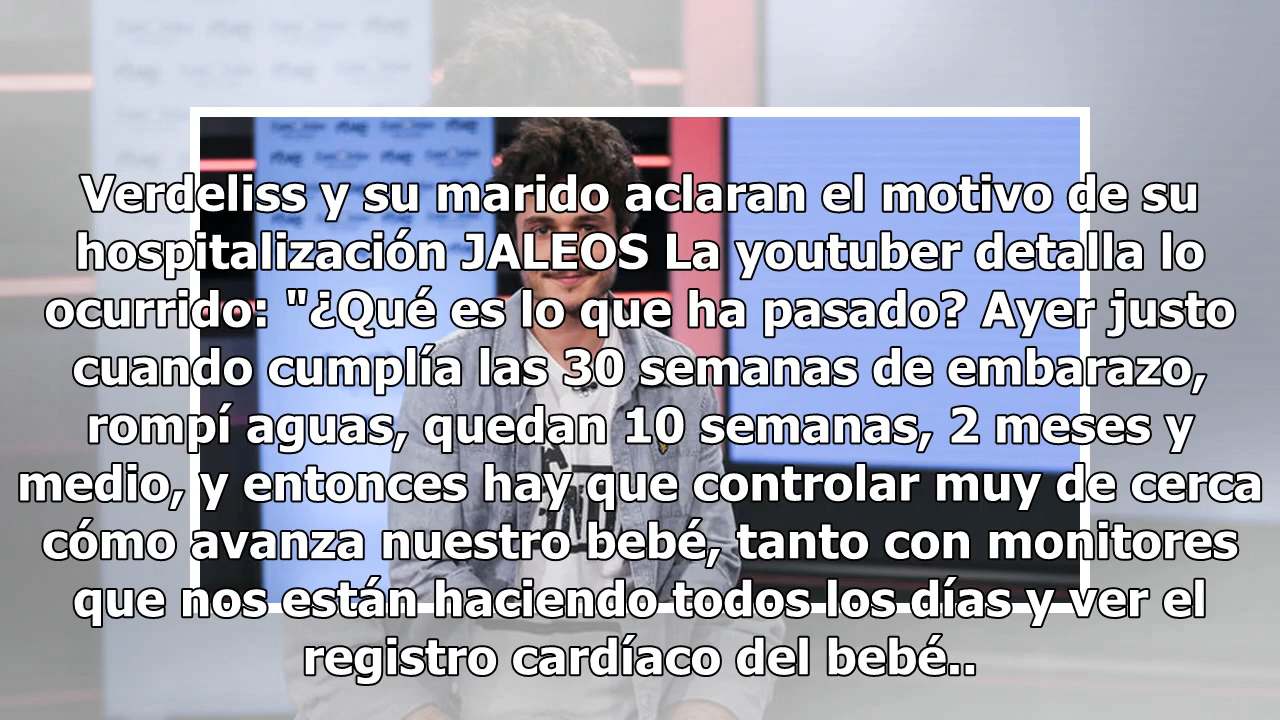 Verdeliss y su marido aclaran el motivo de su
hospitalización JALEOS La youtuber detalla lo
ocurrido: "¿Qué es lo que ha pasado? Ayer justo
cuando cumplía las 30 semanas de embarazo,
rompí aguas, quedan 10 semanas, 2 meses y
medio, y entonces hay que controlar muy de cerca
cómo avanza nuestro bebé, tanto con monitores
que nos están haciendo todos los días y ver el
registro cardíaco del bebé..